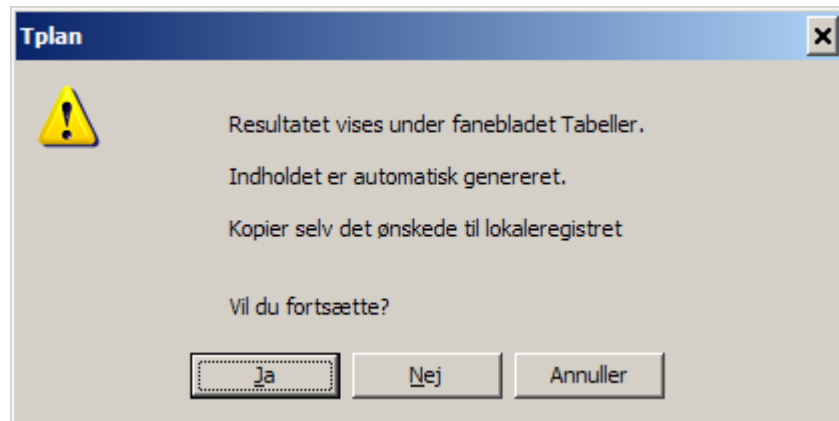 Tplan
Resultatet vises under fanebladet Tabeller.
Indholdet er automatisk genereret.
Kopier selv det ønskede til lokaleregistret
Vil du fortsætte?
Ja Nej Annuller